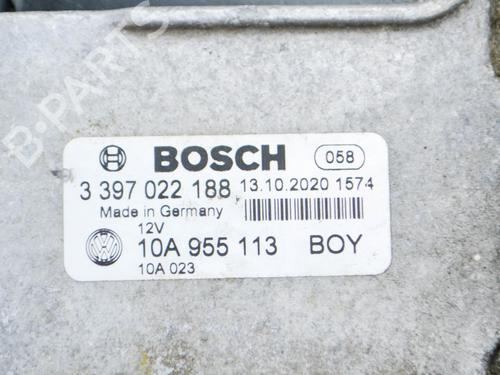 B-PARTS
BOSCH 058
3 397 022 188 13.10.2020 1574
Made in Germany
12V
10A 955 113 BOY
10A 023